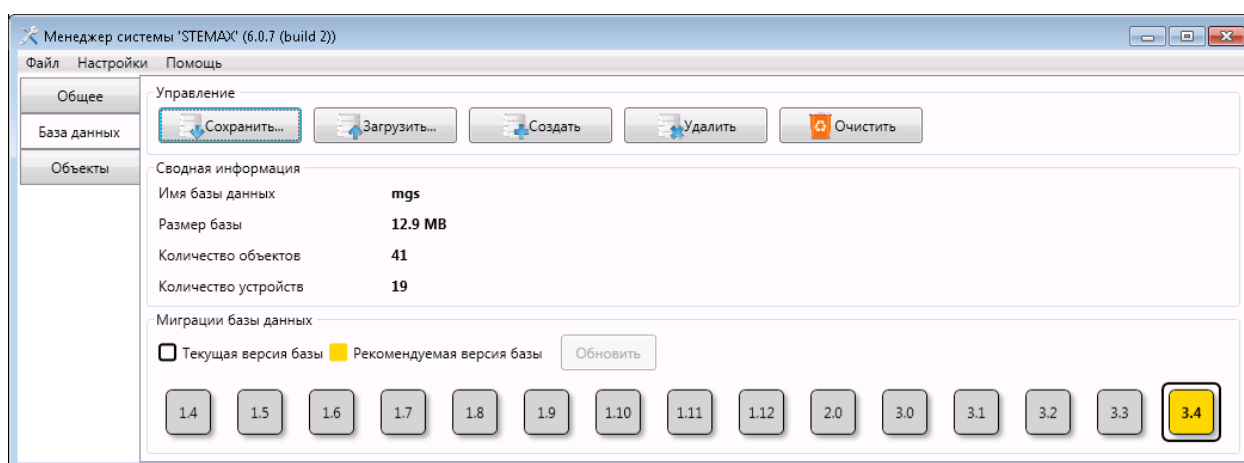 Менеджер системы 'STEMAX' (6.0.7 (build 2))
Файл Настройки Помощь
Общее
База данных
Объекты
Управление
Сохранить... Загрузить... Создать Удалить Очистить
Сводная информация
Имя базы данных mgs
Размер базы 12.9 MB
Количество объектов 41
Количество устройств 19
Миграции базы данных
Текущая версия базы Рекомендуемая версия базы Обновить
1.4 1.5 1.6 1.7 1.8 1.9 1.10 1.11 1.12 2.0 3.0 3.1 3.2 3.3 3.4